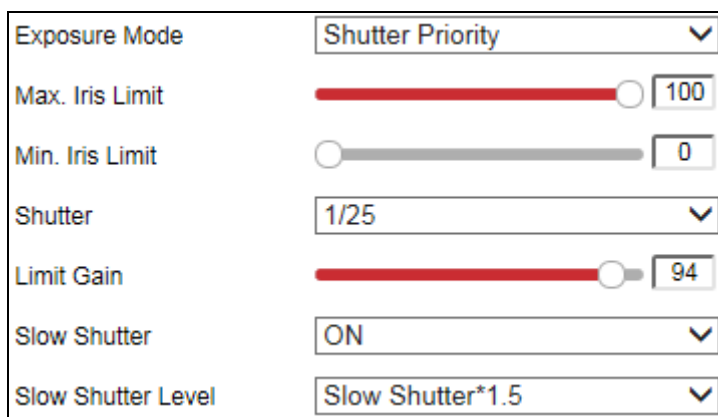 Exposure Mode Shutter Priority
Max. Iris Limit 100
Min. Iris Limit 0
Shutter 1/25
Limit Gain 94
Slow Shutter ON
Slow Shutter Level Slow Shutter*1.5